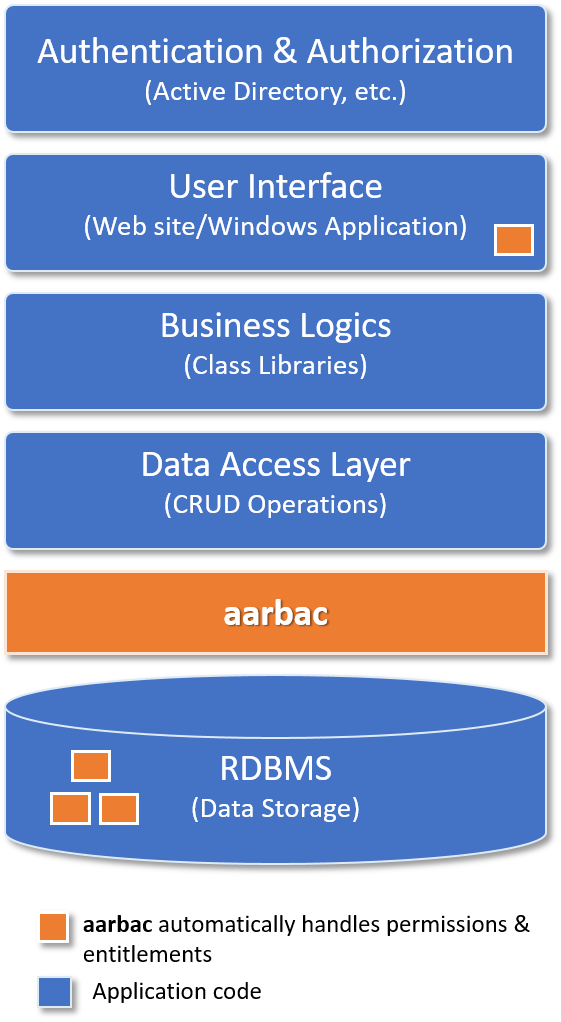 Authentication & Authorization
(Active Directory, etc.)
User Interface
(Web site/Windows Application)
Business Logics
(Class Libraries)
Data Access Layer
(CRUD Operations)
aarbac
RDBMS
(Data Storage)
aarbac automatically handles permissions &
entitlements
Application code